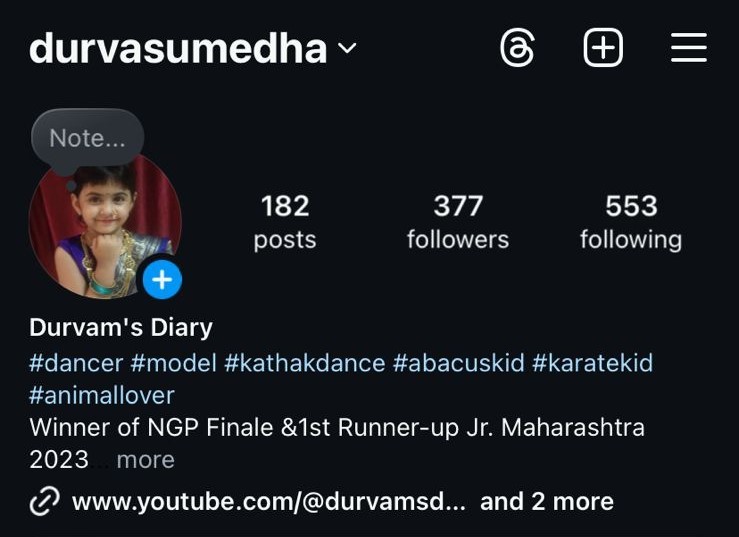 durvasumedha
Note...
182 377 553
posts followers following
Durvam's Diary
#dancer #model #kathakdance #abacuskid #karatekid
#animallover
Winner of NGP Finale &1st Runner-up Jr. Maharashtra
2023... more
www.youtube.com/@durvamsd... and 2 more